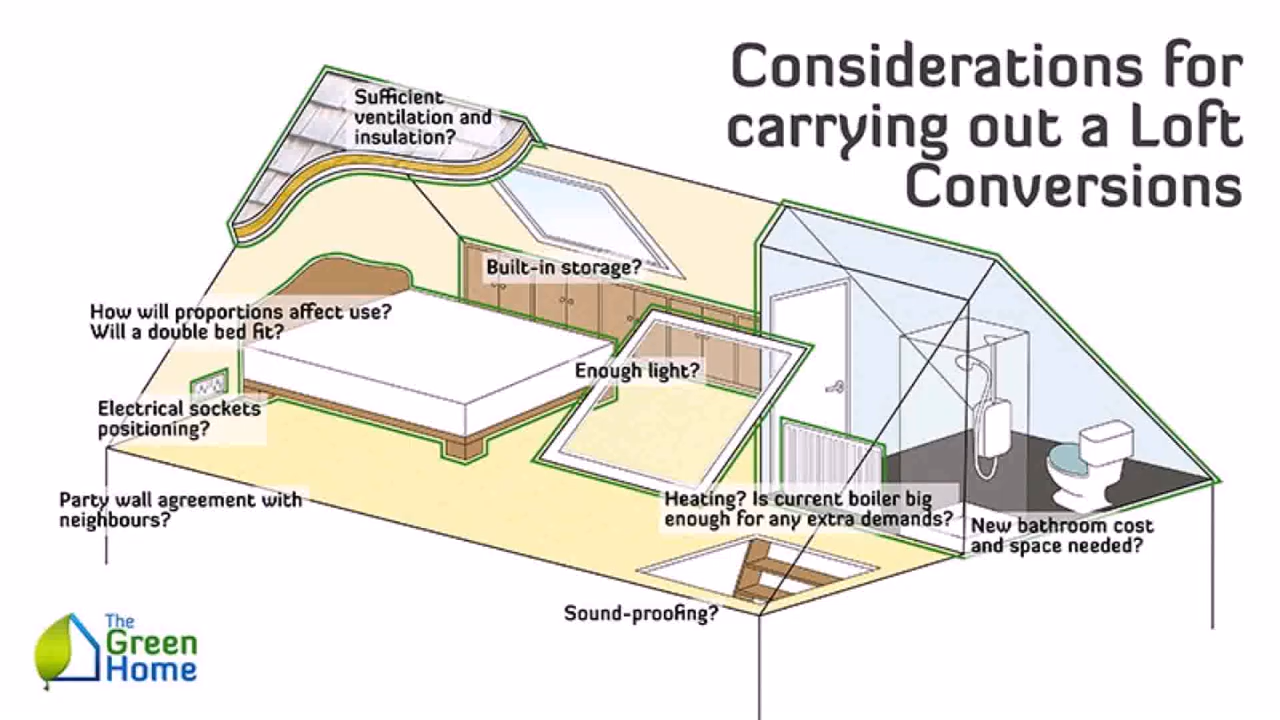 Considerations for
carrying out a Loft
Conversions
Sufficient
ventilation and
insulation?
Built-in storage?
How will proportions affect use?
Will a double bed fit?
Enough light?
Electrical sockets
positioning?
Party wall agreement with
neighbours?
Heating? Is current boiler big
enough for any extra demands?
New bathroom cost
and space needed?
Sound-proofing?
The
Green
Home